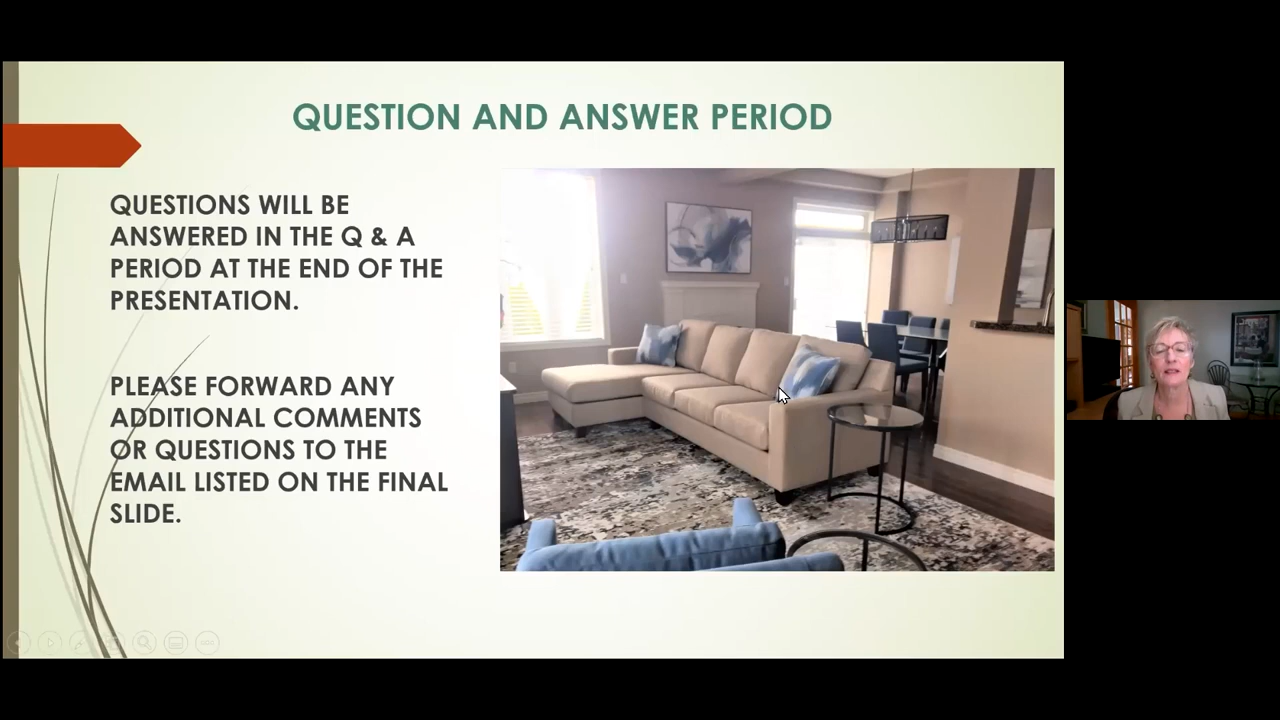 QUESTION AND ANSWER PERIOD
QUESTIONS WILL BE
ANSWERED IN THE Q & A
PERIOD AT THE END OF THE
PRESENTATION.
PLEASE FORWARD ANY
ADDITIONAL COMMENTS
OR QUESTIONS TO THE
EMAIL LISTED ON THE FINAL
SLIDE.